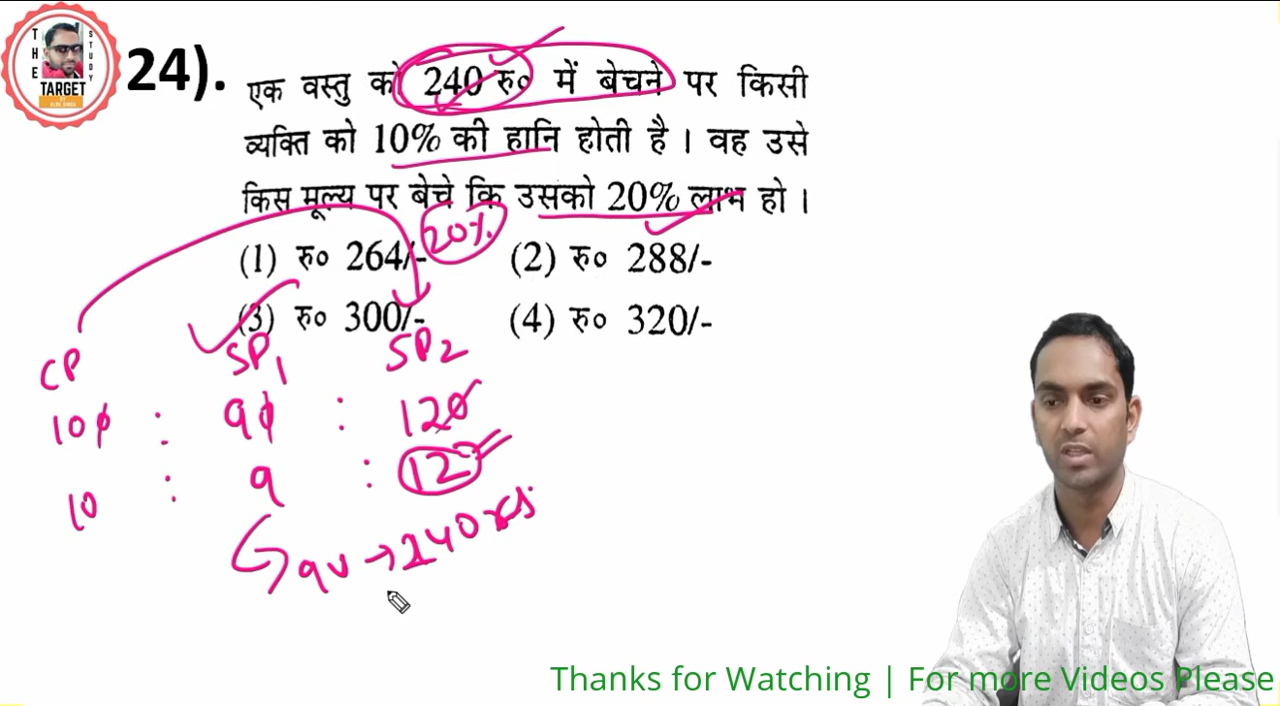 THE
STUDY
TARGET
24).
एक वस्तु को 240 रु० में बेचने पर किसी
व्यक्ति को 10% की हानि होती है । वह उसे
किस मूल्य पर बेचे कि उसको 20% लाभ हो ।
20%
(1) रु० 264/- (2) रु० 288/-
(3) रु० 300/- (4) रु० 320/-
CP SP1 SP2
100 : 90 : 120
10 : 9 : 12
9U → 240 Rs
Thanks for Watching | For more Videos Please